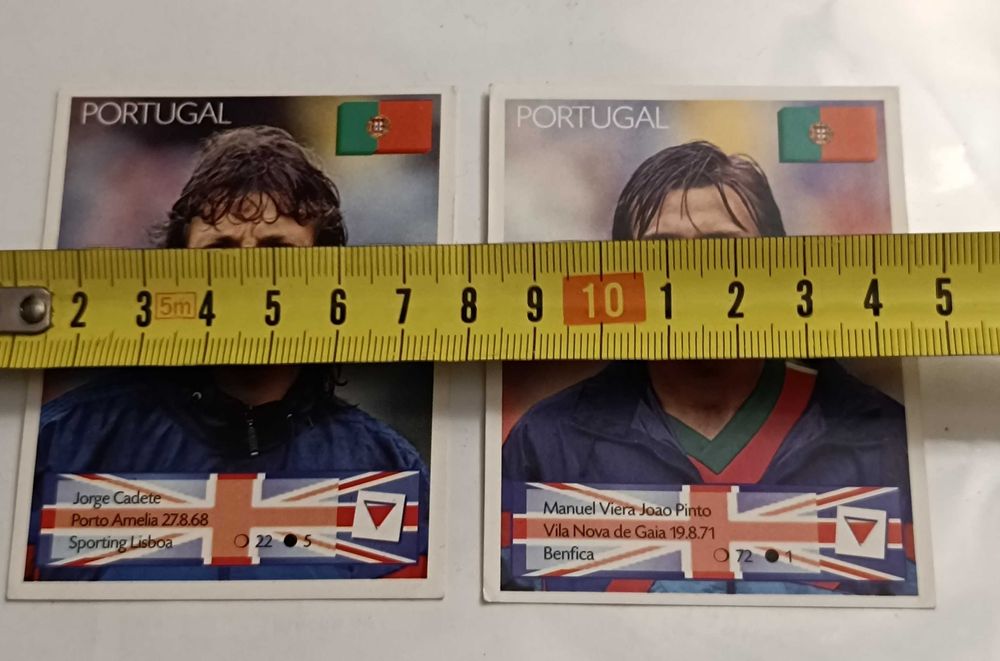 PORTUGAL
PORTUGAL
2 3 5m 4 5 6 7 8 9 10 1 2 3 4 5
Jorge Cadete
Porto Amelia 27.8.68
Sporting Lisboa 22 5
Manuel Viera Joao Pinto
Vila Nova de Gaia 19.8.71
Benfica 72 1